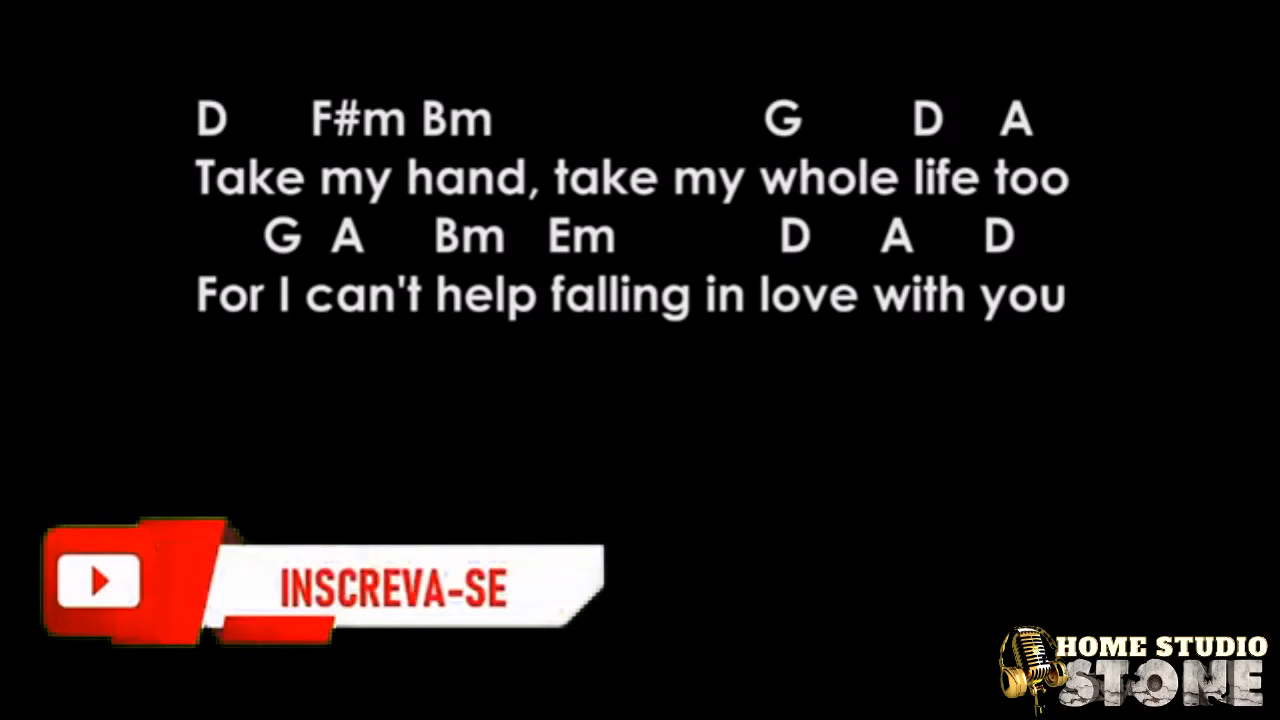 D F#m Bm G D A
Take my hand, take my whole life too
G A Bm Em D A D
For I can't help falling in love with you
INSCREVA-SE
HOME STUDIO
STONE